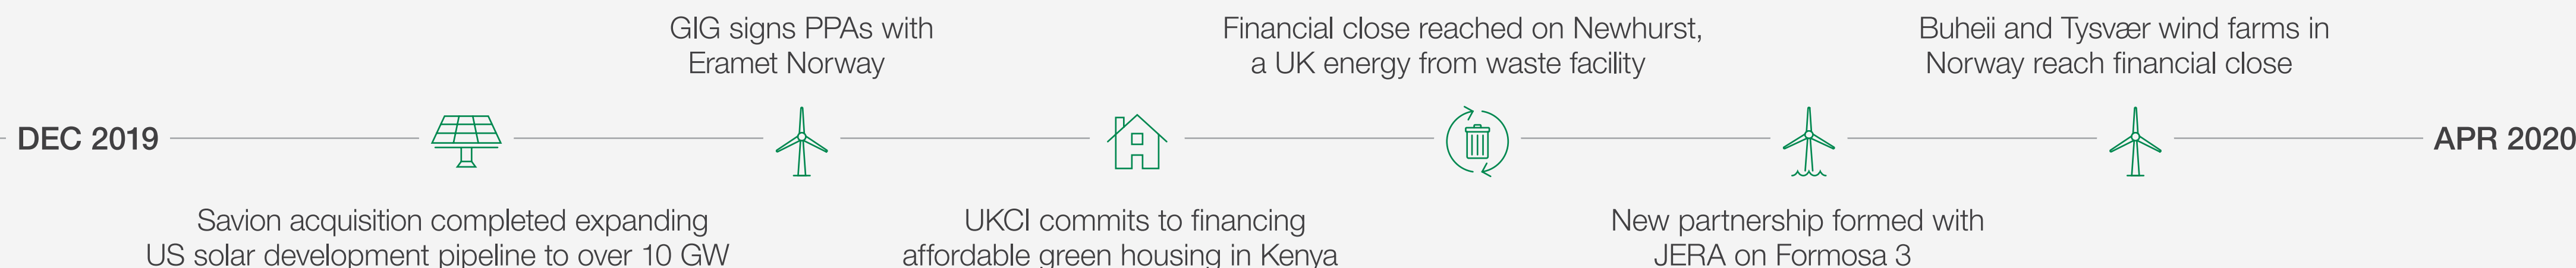 GIG signs PPAs with
Eramet Norway
Financial close reached on Newhurst,
a UK energy from waste facility
Buheii and Tysvær wind farms in
Norway reach financial close
DEC 2019
APR 2020
Savion acquisition completed expanding
US solar development pipeline to over 10 GW
UKCI commits to financing
affordable green housing in Kenya
New partnership formed with
JERA on Formosa 3